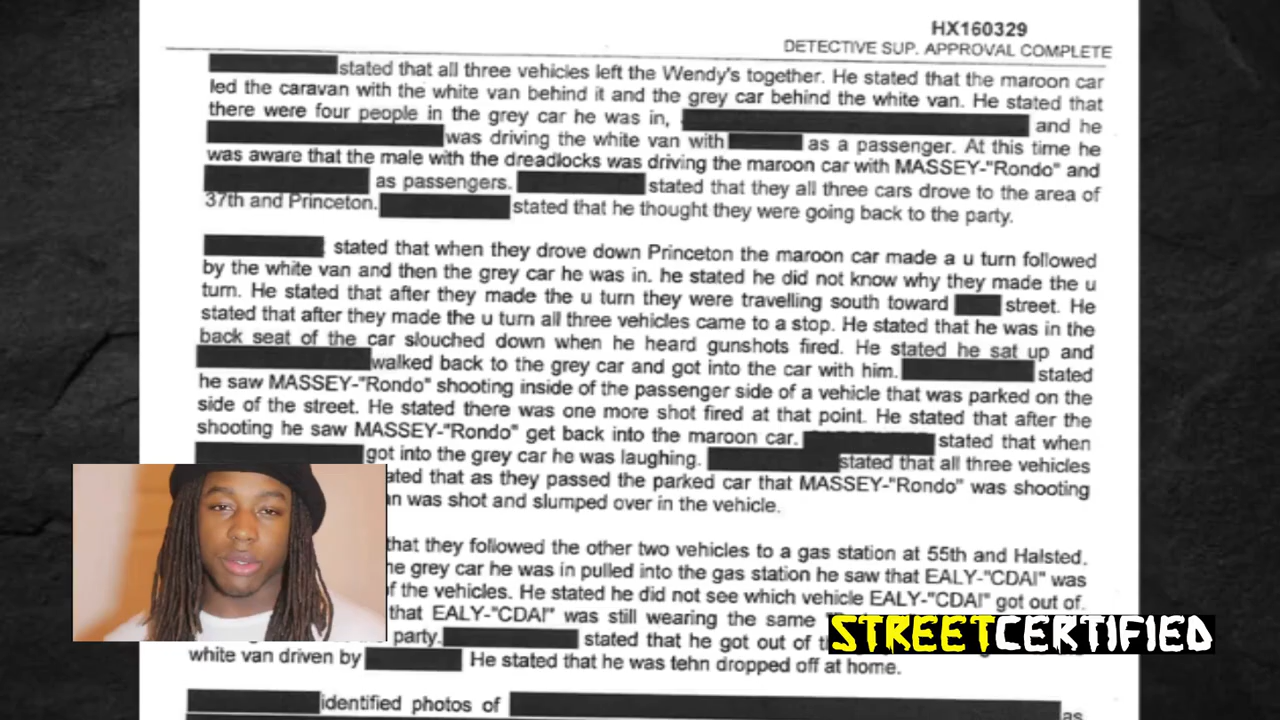 HX160329
DETECTIVE SUP. APPROVAL COMPLETE
stated that all three vehicles left the Wendy's together. He stated that the maroon car
led the caravan with the white van behind it and the grey car behind the white van. He stated that
there were four people in the grey car he was in, and he
was driving the white van with as a passenger. At this time he
was aware that the male with the dreadlocks was driving the maroon car with MASSEY-"Rondo" and
as passengers. stated that they all three cars drove to the area of
37th and Princeton. stated that he thought they were going back to the party.
stated that when they drove down Princeton the maroon car made a u turn followed
by the white van and then the grey car he was in. he stated he did not know why they made the u
turn. He stated that after they made the u turn they were travelling south toward street. He
stated that after they made the u turn all three vehicles came to a stop. He stated that he was in the
back seat of the car slouched down when he heard gunshots fired. He stated he sat up and
walked back to the grey car and got into the car with him. stated
he saw MASSEY-"Rondo" shooting inside of the passenger side of a vehicle that was parked on the
side of the street. He stated there was one more shot fired at that point. He stated that after the
shooting he saw MASSEY-"Rondo" get back into the maroon car. stated that when
got into the grey car he was laughing. stated that all three vehicles
ated that as they passed the parked car that MASSEY-"Rondo" was shooting
n was shot and slumped over in the vehicle.
that they followed the other two vehicles to a gas station at 55th and Halsted.
e grey car he was in pulled into the gas station he saw that EALY-"CDAI" was
f the vehicles. He stated he did not see which vehicle EALY-"CDAI" got out of.
that EALY-"CDAI" was still wearing the same
party. stated that he got out of
white van driven by He stated that he was tehn dropped off at home.
identified photos of as
STREETCERTIFIED